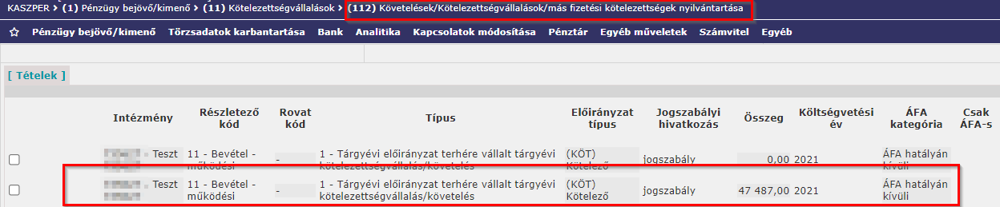 KASZPER > (1) Pénzügy bejövő/kimenő > (11) Kötelezettségvállalások > (112) Követelések/Kötelezettségvállalások/más fizetési kötelezettségek nyilvántartása
Pénzügy bejövő/kimenő Törzsadatok karbantartása Bank Analitika Kapcsolatok módosítása Pénztár Egyéb műveletek Számvitel Egyéb
[ Tételek ]
Intézmény Részletező kód Rovat kód Típus Előirányzat típus Jogszabályi hivatkozás Összeg Költségvetési év ÁFA kategória Csak ÁFA-s
- Teszt 11 - Bevétel - működési - 1 - Tárgyévi előirányzat terhére vállalt tárgyévi kötelezettségvállalás/követelés (KÖT) Kötelező jogszabály 0,00 2021 ÁFA hatályán kívüli
Teszt 11 - Bevétel - működési - 1 - Tárgyévi előirányzat terhére vállalt tárgyévi kötelezettségvállalás/követelés (KÖT) Kötelező jogszabály 47 487,00 2021 ÁFA hatályán kívüli